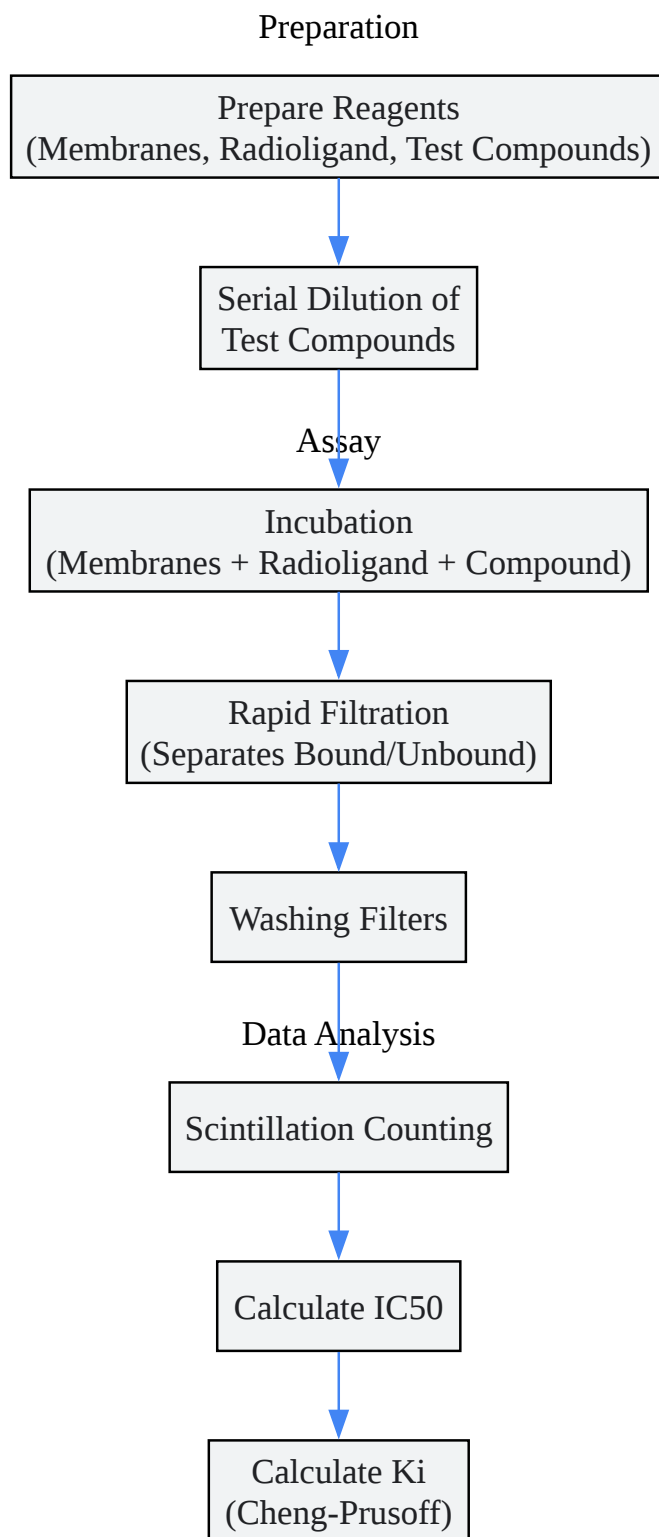 Preparation
Prepare Reagents
(Membranes, Radioligand, Test Compounds)
Serial Dilution of
Test Compounds
Assay
Incubation
(Membranes + Radioligand + Compound)
Rapid Filtration
(Separates Bound/Unbound)
Washing Filters
Data Analysis
Scintillation Counting
Calculate IC50
Calculate Ki
(Cheng-Prusoff)